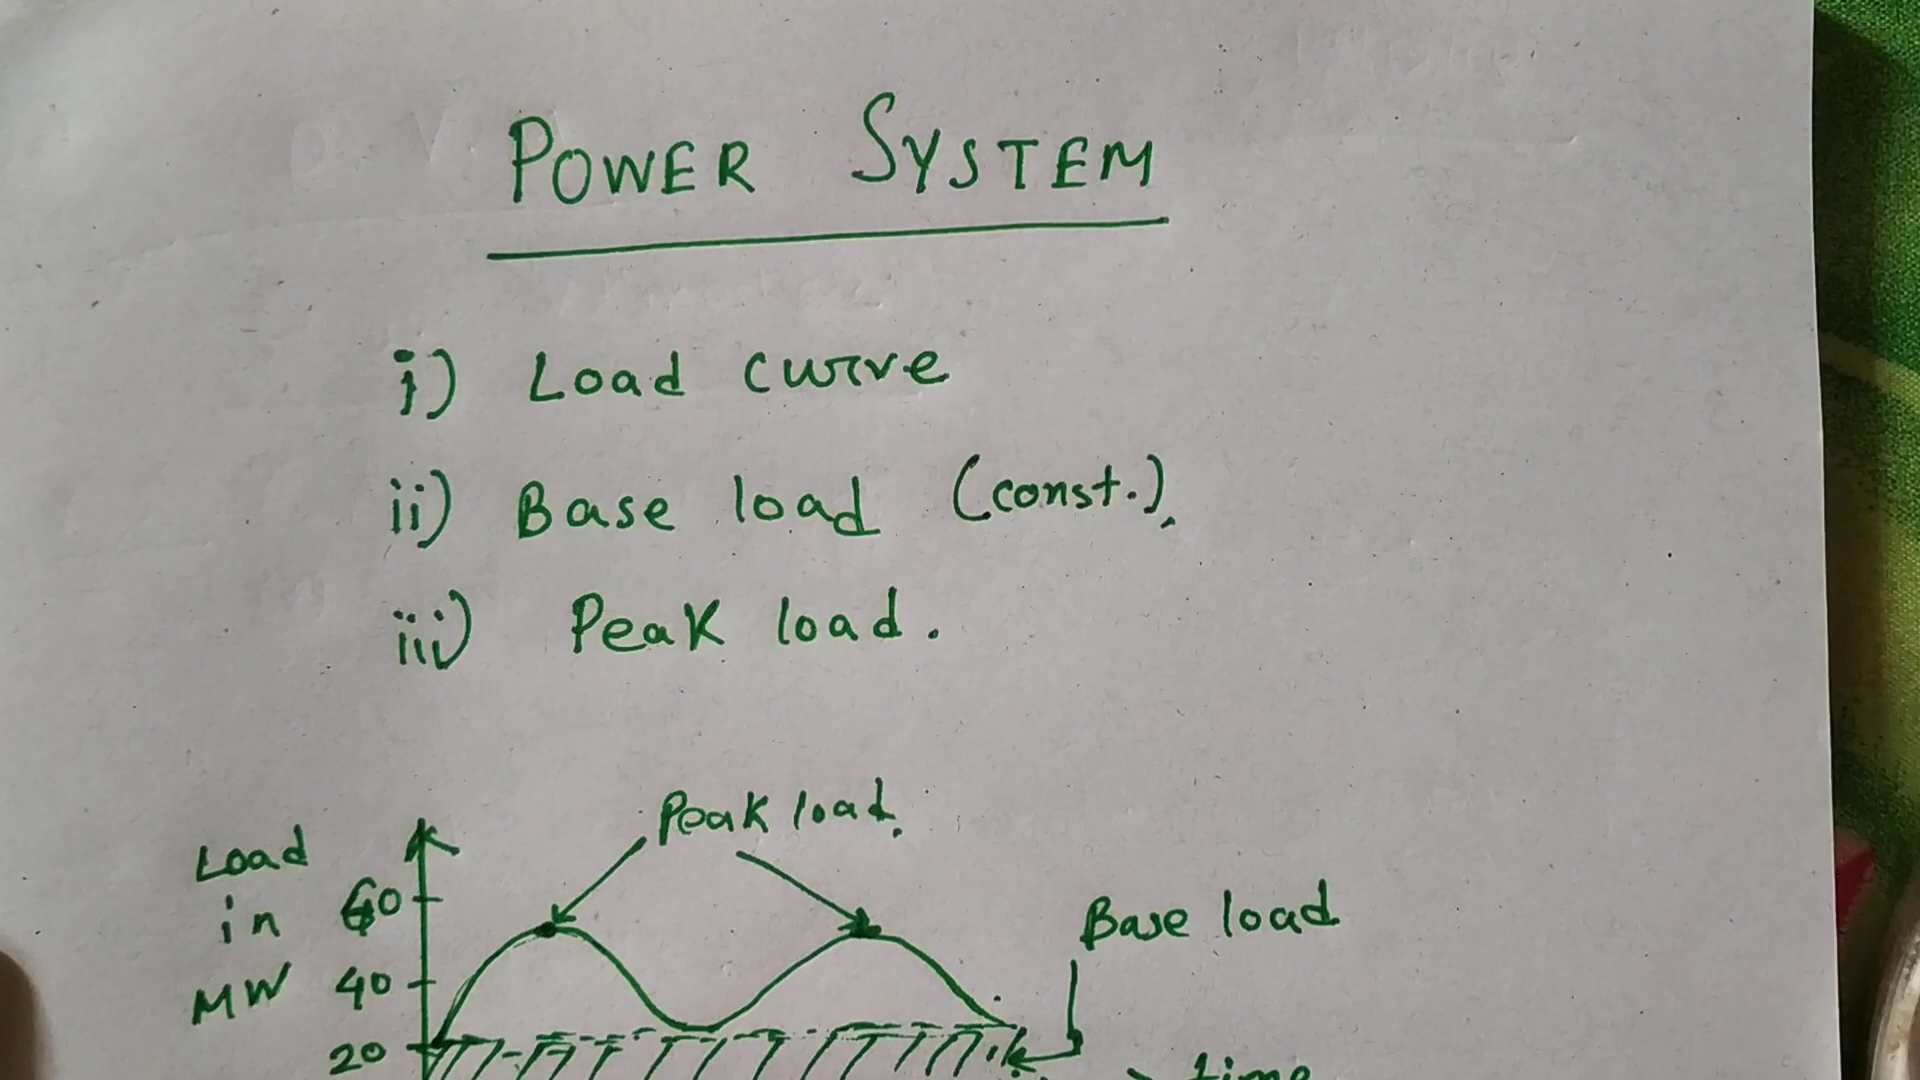 POWER SYSTEM
i) Load curve
ii) Base load (const.).
iii) Peak load.
Peak load.
Load
in
MW
60
40
20
Base load
time